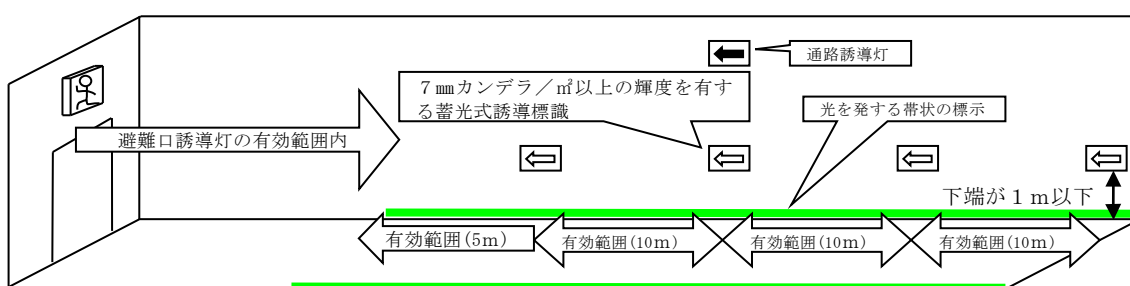 通路誘導灯
7㎜カンデラ／㎡以上の輝度を有す
る蓄光式誘導標識
光を発する帯状の標示
避難口誘導灯の有効範囲内
下端が１ｍ以下
有効範囲(5m)
有効範囲(10m)
有効範囲(10m)
有効範囲(10m)